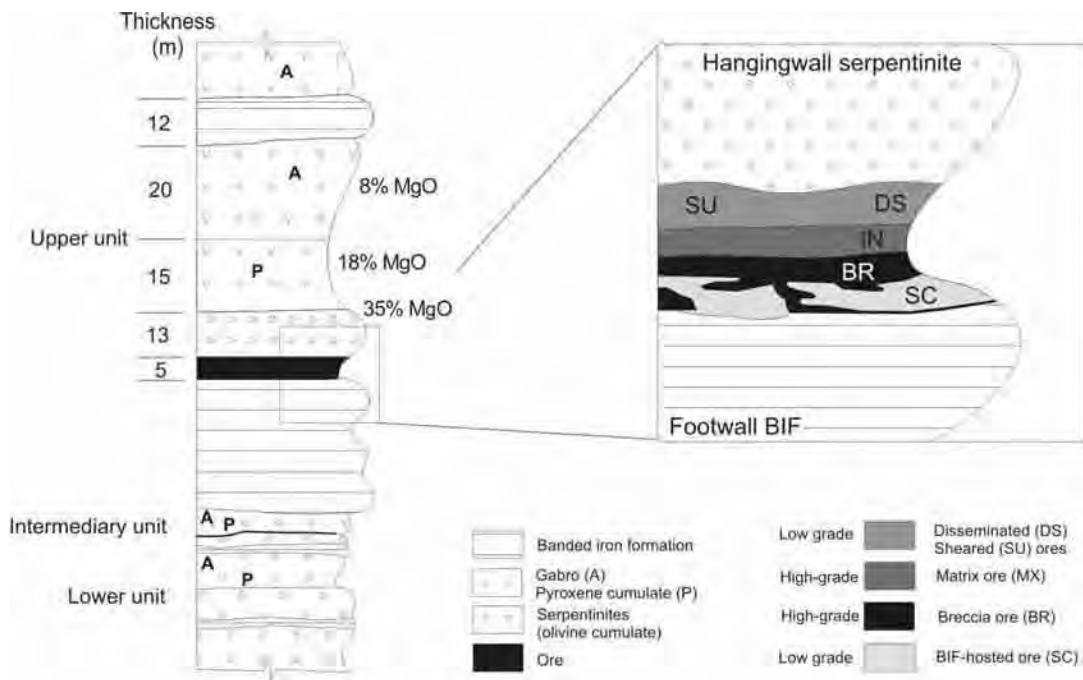 Thickness
(m)
A
12
20
A
8% MgO
Upper unit
15
P
18% MgO
35% MgO
13
5
Intermediary unit
A
P
A
P
Lower unit
Hangingwall serpentinite
SU
DS
IN
BR
SC
Footwall BIF
Banded iron formation
Gabro (A)
Pyroxene cumulate (P)
Serpentinites
(olivine cumulate)
Ore
Low grade
Disseminated (DS)
Sheared (SU) ores
High-grade
Matrix ore (MX)
High-grade
Breccia ore (BR)
Low grade
BIF-hosted ore (SC)